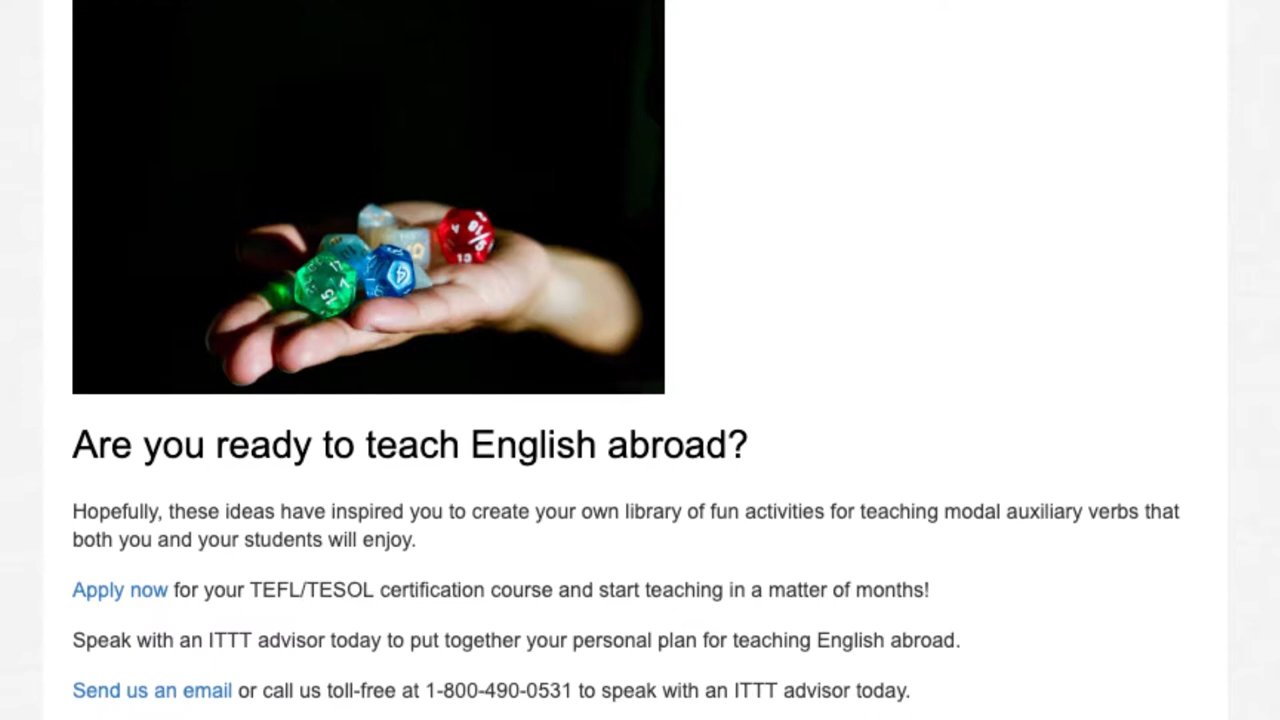 Are you ready to teach English abroad?
Hopefully, these ideas have inspired you to create your own library of fun activities for teaching modal auxiliary verbs that
both you and your students will enjoy.
Apply now for your TEFL/TESOL certification course and start teaching in a matter of months!
Speak with an ITTT advisor today to put together your personal plan for teaching English abroad.
Send us an email or call us toll-free at 1-800-490-0531 to speak with an ITTT advisor today.